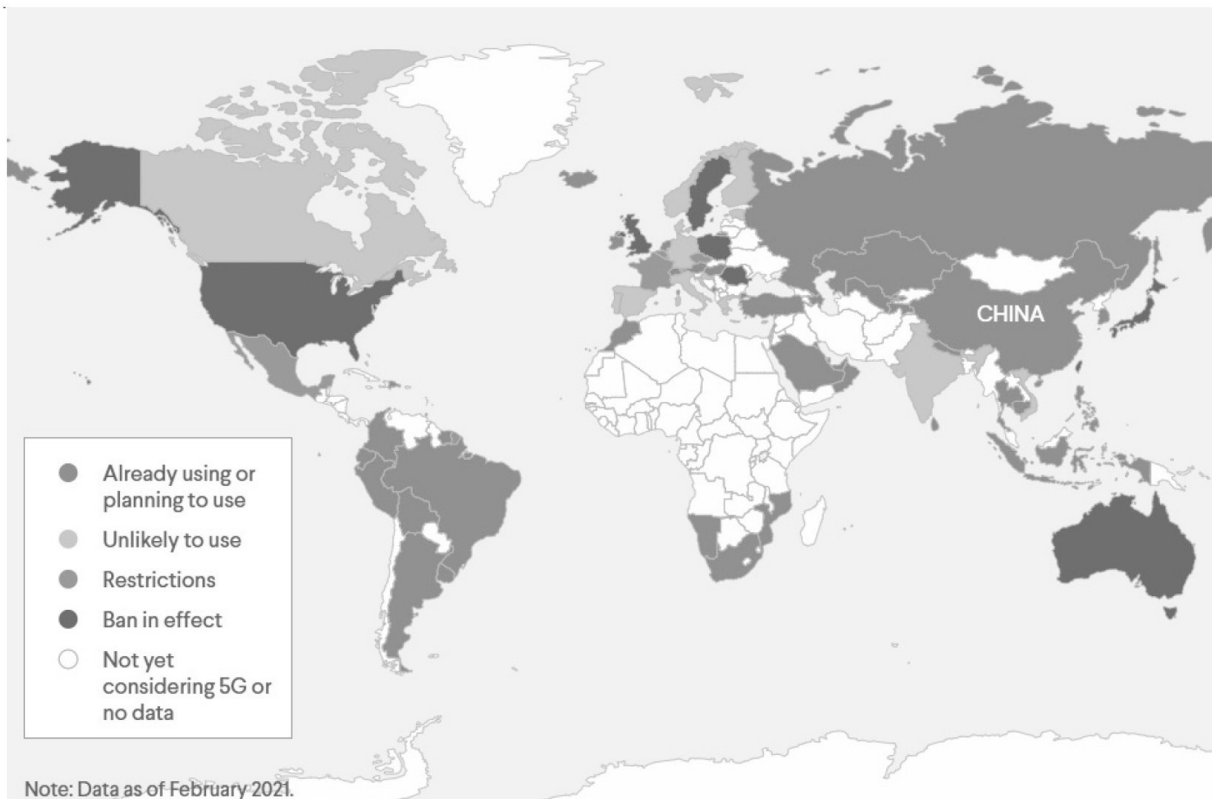 CHINA
Already using or
planning to use
Unlikely to use
Restrictions
Ban in effect
Not yet
considering 5G or
no data
Note: Data as of February 2021.